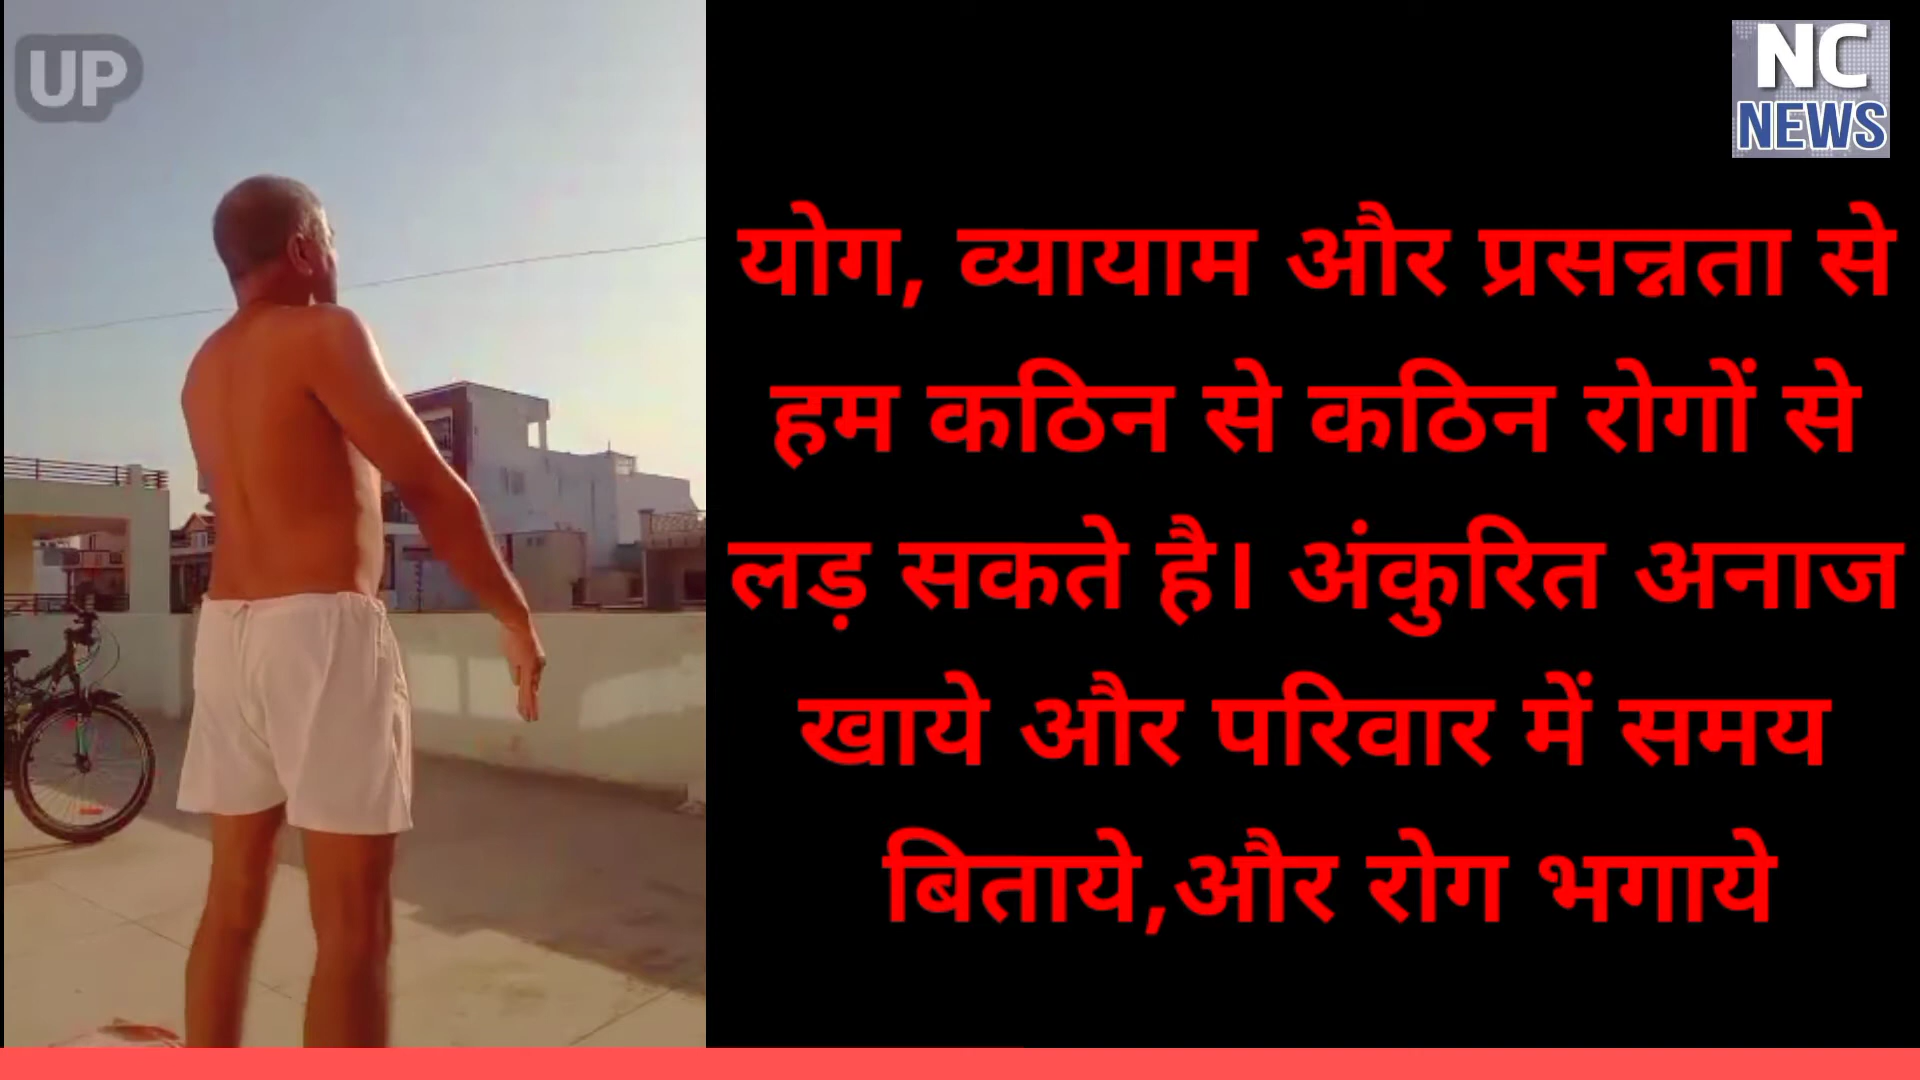 UP
NC
NEWS
योग, व्यायाम और प्रसन्नता से
हम कठिन से कठिन रोगों से
लड़ सकते है। अंकुरित अनाज
खाये और परिवार में समय
बिताये,और रोग भगाये